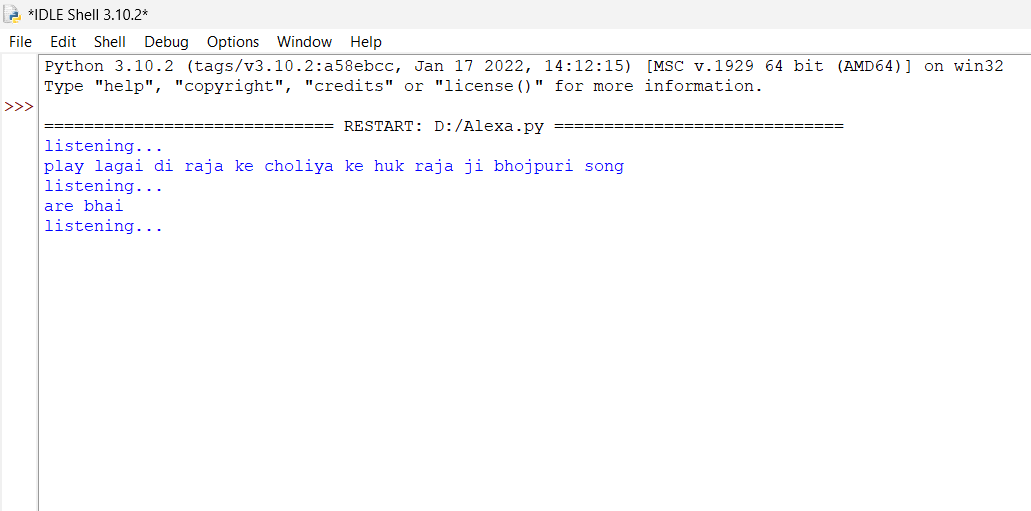 *IDLE Shell 3.10.2*
File Edit Shell Debug Options Window Help
Python 3.10.2 (tags/v3.10.2:a58ebcc, Jan 17 2022, 14:12:15) [MSC v.1929 64 bit (AMD64)] on win32
Type "help", "copyright", "credits" or "license()" for more information.
>>>
============================= RESTART: D:/Alexa.py =============================
listening...
play lagai di raja ke choliya ke huk raja ji bhojpuri song
listening...
are bhai
listening...